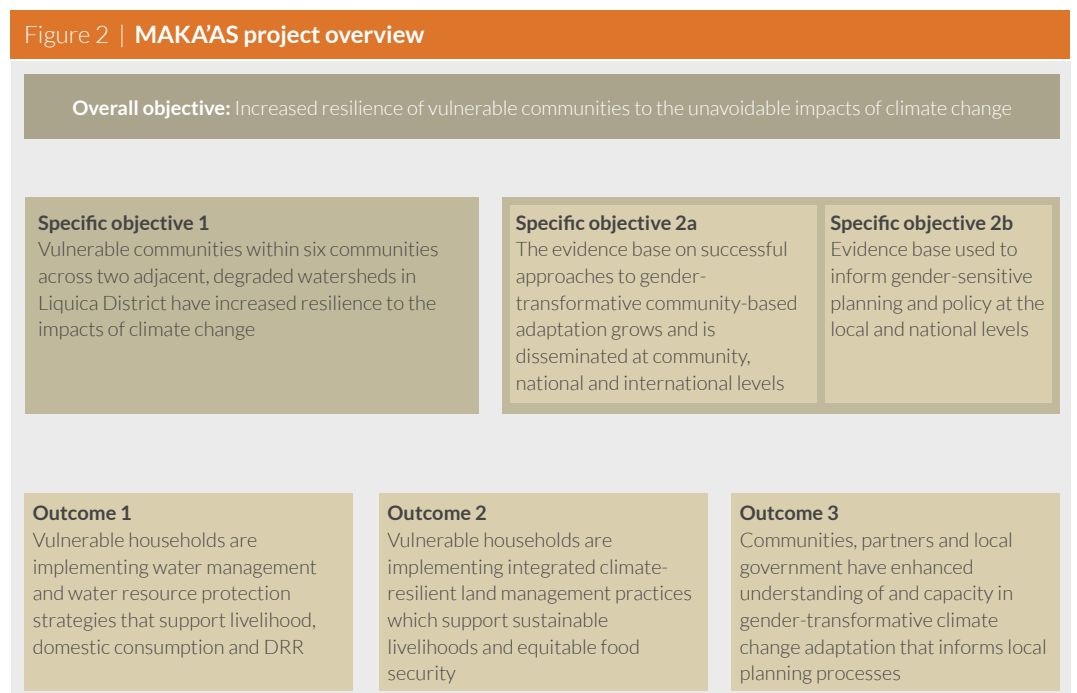 Figure 2 | MAKA’AS project overview
Overall objective: Increased resilience of vulnerable communities to the unavoidable impacts of climate change
Specific objective 1
Vulnerable communities within six communities
across two adjacent, degraded watersheds in
Liquica District have increased resilience to the
impacts of climate change
Specific objective 2a
The evidence base on successful
approaches to gender-
transformative community-based
adaptation grows and is
disseminated at community,
national and international levels
Specific objective 2b
Evidence base used to
inform gender-sensitive
planning and policy at the
local and national levels
Outcome 1
Vulnerable households are
implementing water management
and water resource protection
strategies that support livelihood,
domestic consumption and DRR
Outcome 2
Vulnerable households are
implementing integrated climate-
resilient land management practices
which support sustainable
livelihoods and equitable food
security
Outcome 3
Communities, partners and local
government have enhanced
understanding of and capacity in
gender-transformative climate
change adaptation that informs local
planning processes